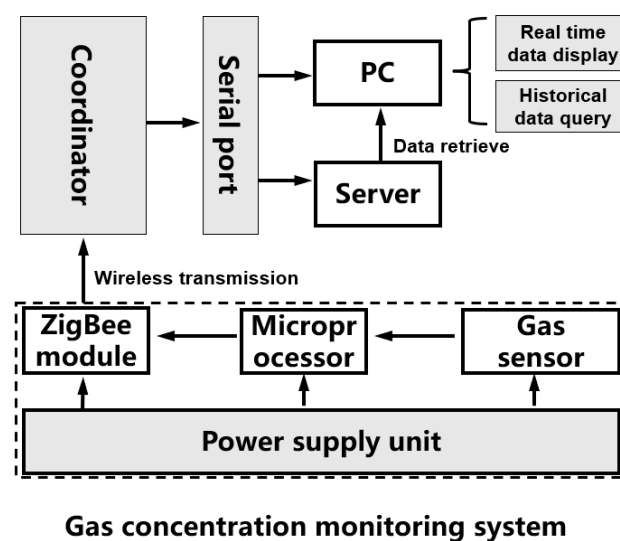 Coordinator
Serial port
PC
Real time
data display
Historical
data query
Data retrieve
Server
Wireless transmission
ZigBee
module
Micropr
ocessor
Gas
sensor
Power supply unit
Gas concentration monitoring system